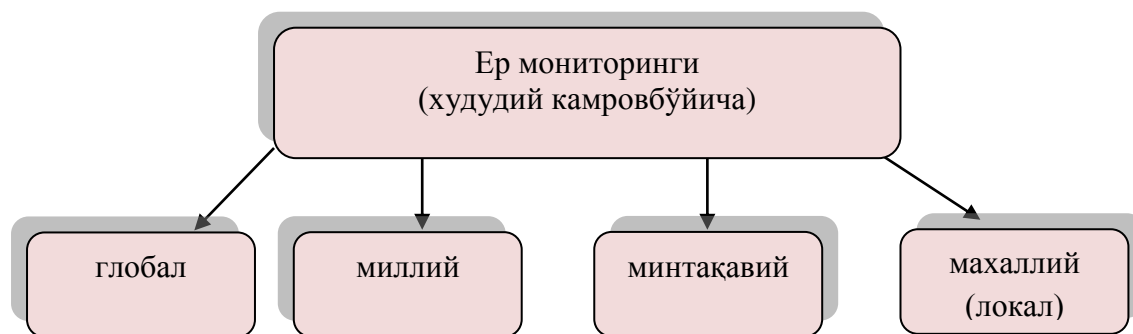 Ер мониторинги
(худудий камровбўйича)
глобал
миллий
минтақавий
махаллий
(локал)